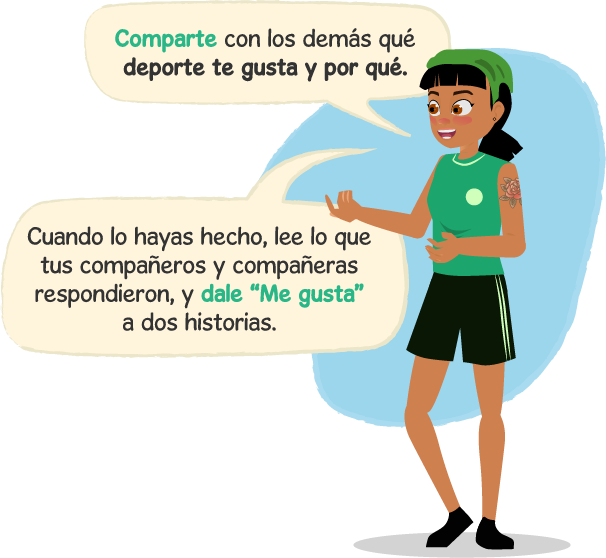 Comparte con los demás qué
deporte te gusta y por qué.
Cuando lo hayas hecho, lee lo que
tus compañeros y compañeras
respondieron, y dale “Me gusta”
a dos historias.